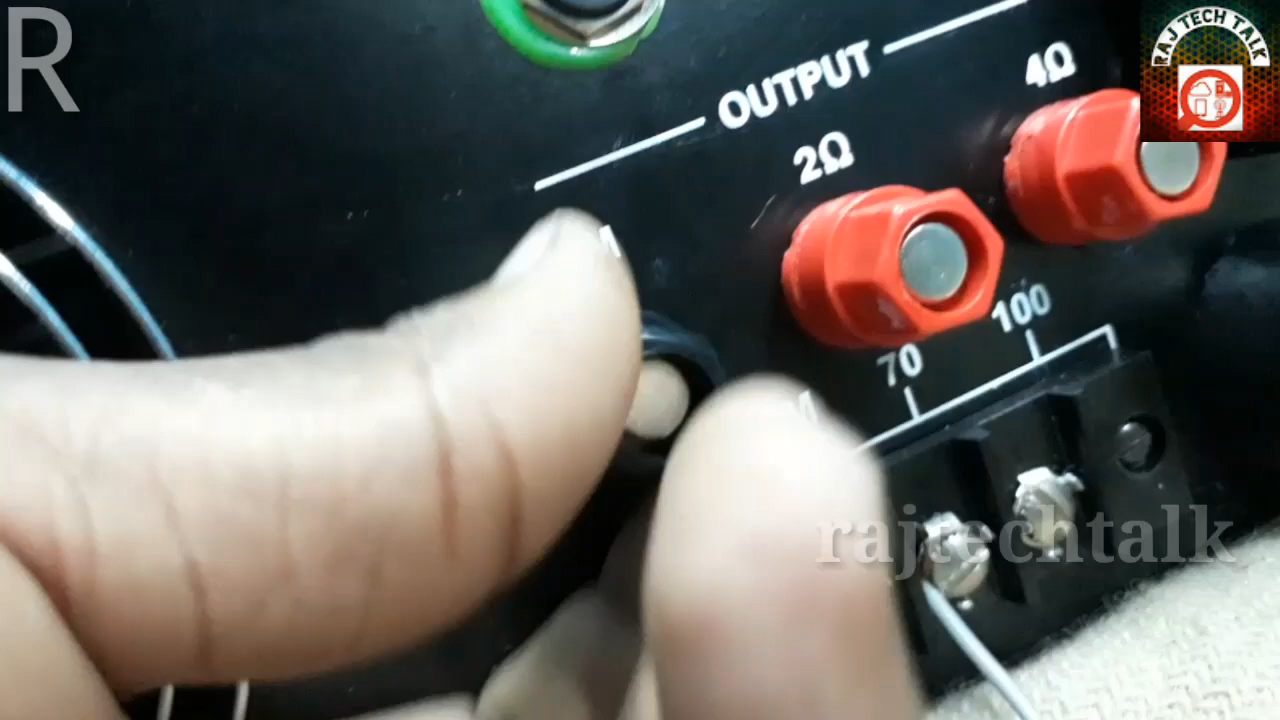 R
RAJ TECH TALK
OUTPUT
4Ω
2Ω
100
70
rajtechtalk